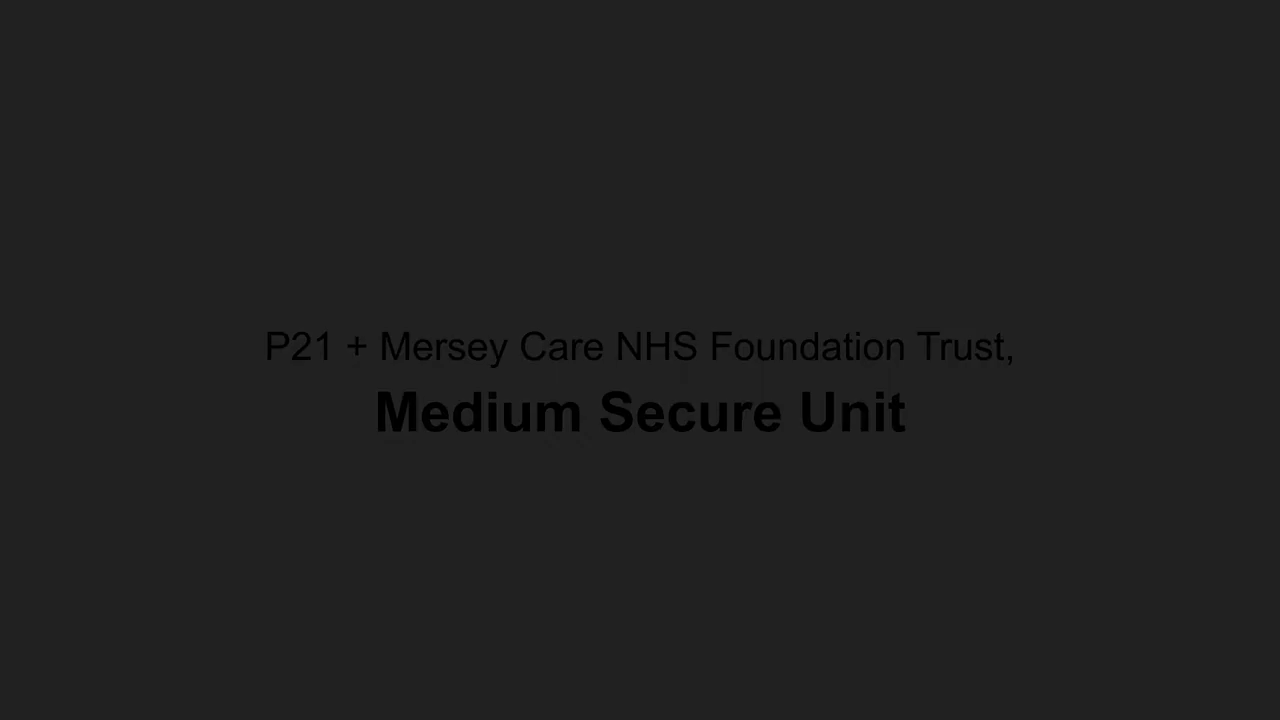 P21 + Mersey Care NHS Foundation Trust,
Medium Secure Unit